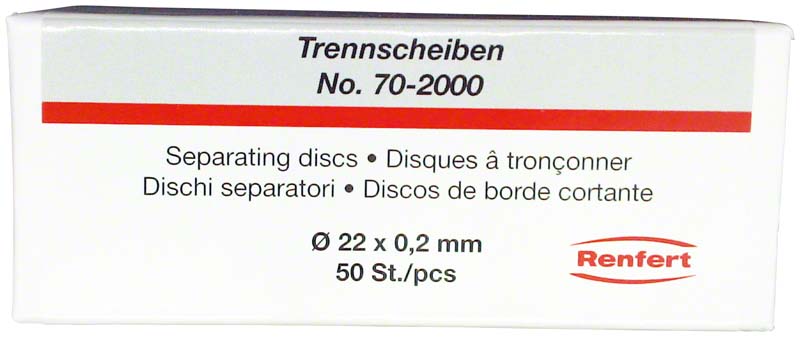 Trennscheiben
No. 70-2000
Separating discs • Disques â tronçonner
Dischi separatori • Discos de borde cortante
Ø 22 x 0,2 mm
50 St./pcs
Renfert